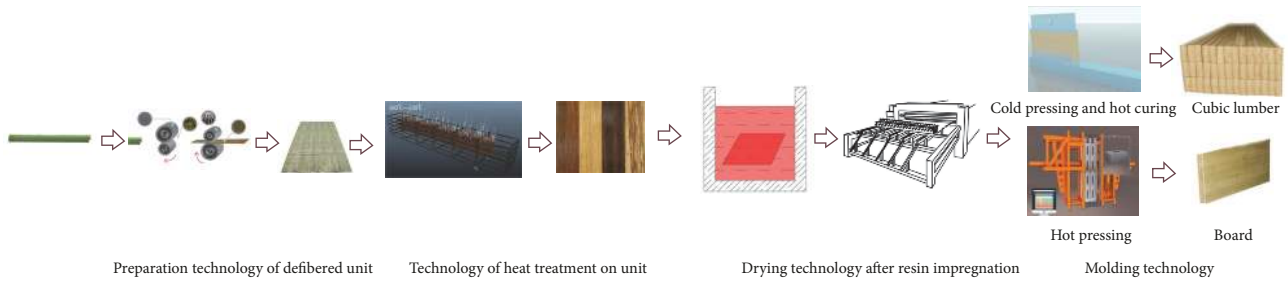 Cold pressing and hot curing
Cubic lumber
Hot pressing
Board
Preparation technology of defibered unit
Technology of heat treatment on unit
Drying technology after resin impregnation
Molding technology